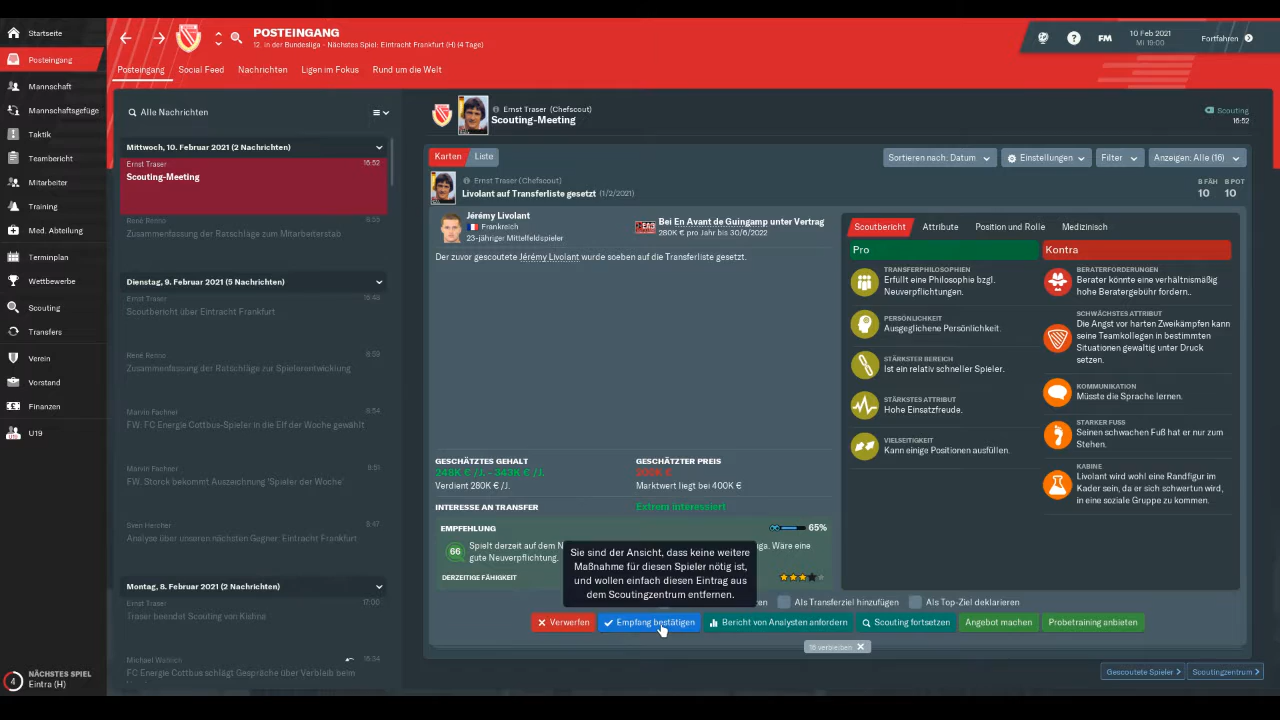 Startseite
Posteingang
Mannschaft
Mannschaftsgefüge
Taktik
Teambericht
Mitarbeiter
Training
Med. Abteilung
Terminplan
Wettbewerbe
Scouting
Transfers
Verein
Vorstand
Finanzen
U19
NÄCHSTES SPIEL
4
Eintra (H)
POSTEINGANG
12. in der Bundesliga - Nächstes Spiel: Eintracht Frankfurt (H) (4 Tage)
FM
10 Feb 2021
MI 19:00
Fortfahren
Posteingang
Social Feed
Nachrichten
Ligen im Fokus
Rund um die Welt
Alle Nachrichten
Mittwoch, 10. Februar 2021 (2 Nachrichten)
Ernst Traser
16:52
Scouting-Meeting
René Renno
8:55
Zusammenfassung der Ratschläge zum Mitarbeiterstab
Dienstag, 9. Februar 2021 (5 Nachrichten)
Ernst Traser
Scoutbericht über Eintracht Frankfurt
René Renno
8:59
Zusammenfassung der Ratschläge zur Spielerentwicklung
Marvin Fachner
8:54
FW: FC Energie Cottbus-Spieler in die Elf der Woche gewählt
Marvin Fachner
8:51
FW: Storck bekommt Auszeichnung 'Spieler der Woche'
Sven Hercher
8:47
Analyse über unseren nächsten Gegner: Eintracht Frankfurt
Montag, 8. Februar 2021 (2 Nachrichten)
Ernst Traser
17:00
Traser beendet Scouting von Kishna
FC Energie Cottbus schlägt Gespräche über Verbleib beim
Ernst Traser (Chefscout)
Scouting-Meeting
Scouting
16:52
Karten
Liste
Sortieren nach: Datum
Einstellungen
Filter
Anzeigen: Alle (16)
Ernst Traser (Chefscout)
Livolant auf Transferliste gesetzt (1/2/2021)
B FÄH
10
B POT
10
Jérémy Livolant
Frankreich
23-jähriger Mittelfeldspieler
Bei En Avant de Guingamp unter Vertrag
280K € pro Jahr bis 30/6/2022
Der zuvor gescoutete Jérémy Livolant wurde soeben auf die Transferliste gesetzt.
GESCHÄTZTES GEHALT
248K € /J. - 343K € /J.
Verdient 280K € /J.
GESCHÄTZTER PREIS
Marktwert liegt bei 400K €
INTERESSE AN TRANSFER
Extrem interessiert
EMPFEHLUNG
65%
66
Spielt derzeit auf dem N
ga. Wäre eine
gute Neuverpflichtung.
DERZEITIGE FÄHIGKEIT
Sie sind der Ansicht, dass keine weitere
Maßnahme für diesen Spieler nötig ist,
und wollen einfach diesen Eintrag aus
dem Scoutingzentrum entfernen.
Scoutbericht
Attribute
Position und Rolle
Medizinisch
Pro
TRANSFERPHILOSOPHIEN
Erfüllt eine Philosophie bzgl.
Neuverpflichtungen.
PERSÖNLICHKEIT
Ausgeglichene Persönlichkeit.
STÄRKSTER BEREICH
Ist ein relativ schneller Spieler.
STÄRKSTES ATTRIBUT
Hohe Einsatzfreude.
VIELSEITIGKEIT
Kann einige Positionen ausfüllen.
Kontra
BERATERFORDERUNGEN
Berater könnte eine verhältnismäßig
hohe Beratergebühr fordern..
SCHWÄCHSTES ATTRIBUT
Die Angst vor harten Zweikämpfen kann
seine Teamkollegen in bestimmten
Situationen gewaltig unter Druck
setzen.
KOMMUNIKATION
Müsste die Sprache lernen.
STARKER FUSS
Seinen schwachen Fuß hat er nur zum
Stehen.
KABINE
Livolant wird wohl eine Randfigur im
Kader sein, da er sich schwertun wird,
in eine soziale Gruppe zu kommen.
Als Transferziel hinzufügen
Als Top-Ziel deklarieren
Verwerfen
Empfang bestätigen
Bericht von Analysten anfordern
Scouting fortsetzen
Angebot machen
Probetraining anbieten
Gescoutete Spieler
Scoutingzentrum